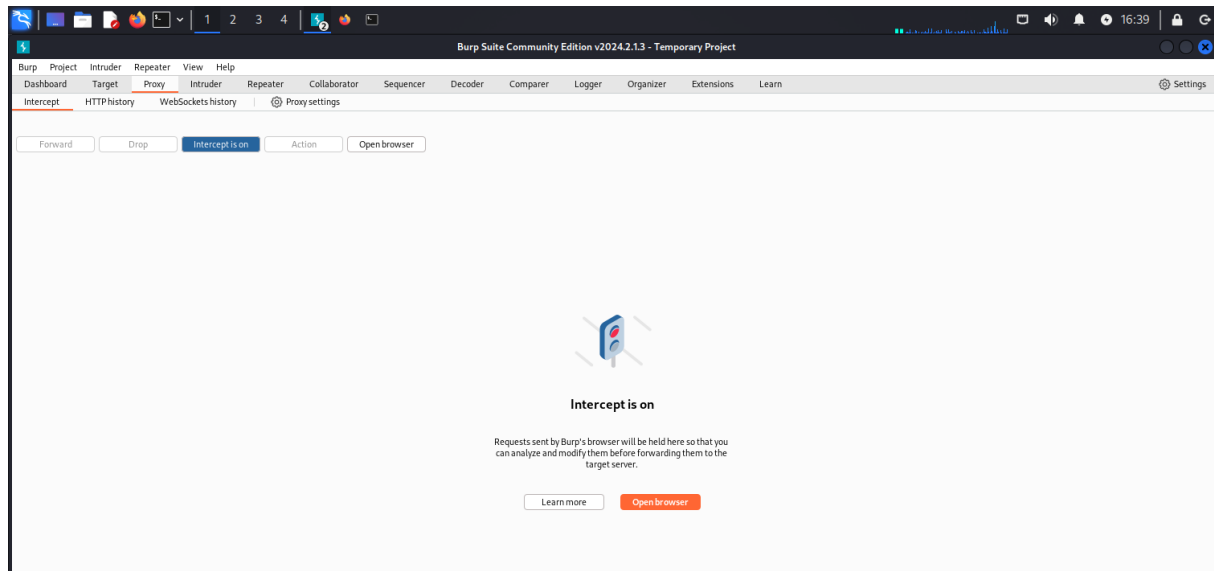 1 2 3 4 2 16:39
Burp Suite Community Edition v2024.2.1.3 - Temporary Project
Burp Project Intruder Repeater View Help
Dashboard Target Proxy Intruder Repeater Collaborator Sequencer Decoder Comparer Logger Organizer Extensions Learn Settings
Intercept HTTP history WebSockets history Proxy settings
Forward Drop Intercept is on Action Open browser
Intercept is on
Requests sent by Burp's browser will be held here so that you
can analyze and modify them before forwarding them to the
target server.
Learn more Open browser